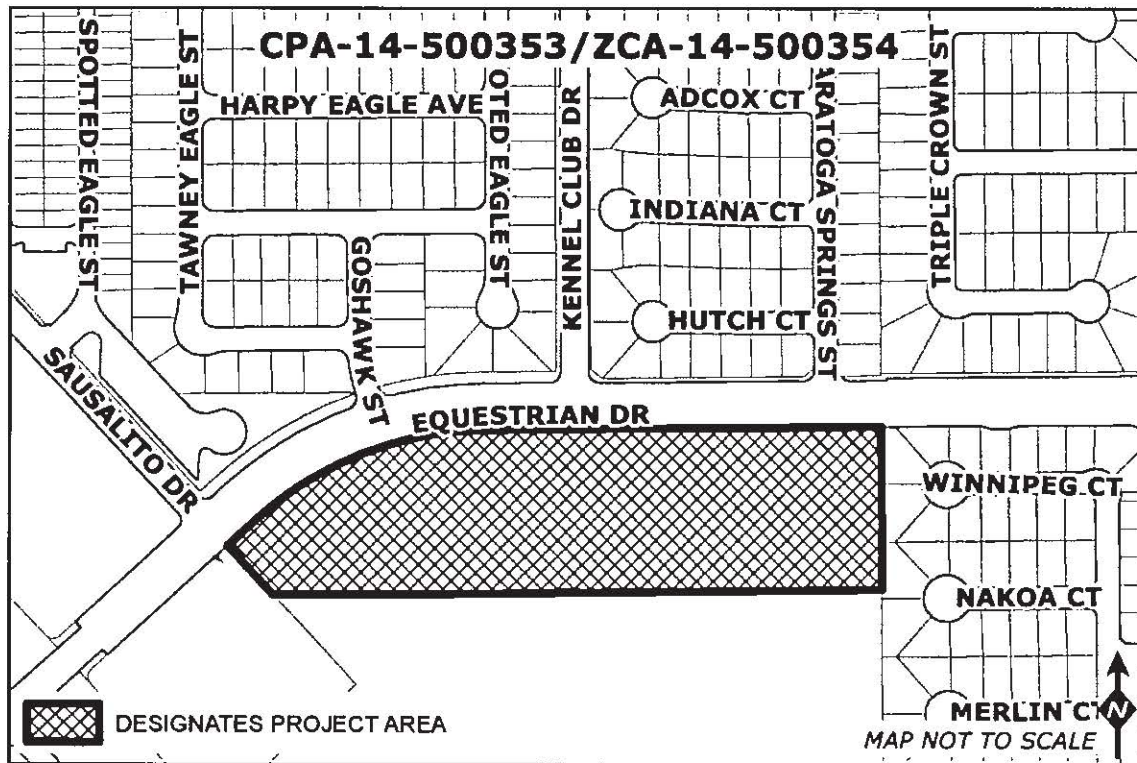 CPA-14-500353/ZCA-14-500354
SPOTTED EAGLE ST
TAWNEY EAGLE ST
HARPY EAGLE AVE
OTED EAGLE ST
KENNEL CLUB DR
ADCOX CT
ARATOGA SPRINGS ST
TRIPLE CROWN ST
INDIANA CT
GOSHAWK ST
HUTCH CT
SAUSALITO DR
EQUESTRIAN DR
WINNIPEG CT
NAKOA CT
MERLIN CT
N
DESIGNATES PROJECT AREA
MAP NOT TO SCALE